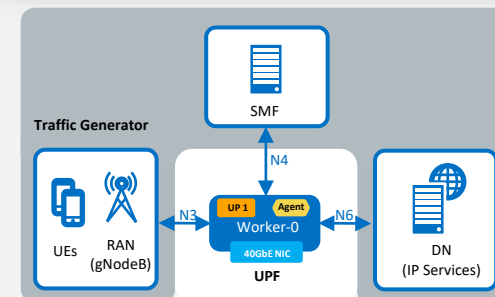 SMF
Traffic Generator
N4
N3
UP 1
Agent
N6
Worker-0
40GbE NIC
UPF
UEs
RAN
(gNodeB)
DN
(IP Services)